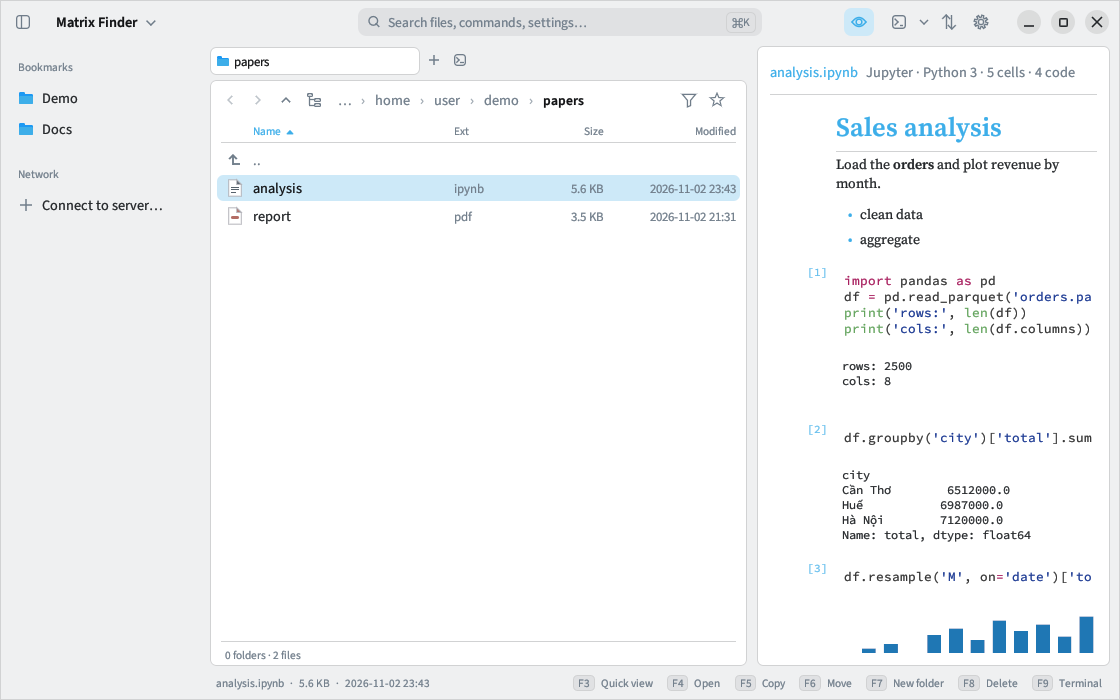 Matrix Finder
Search files, commands, settings…
⌘K
Bookmarks
Demo
Docs
Network
Connect to server…
papers
… › home › user › demo › papers
Name Ext Size Modified
..
analysis ipynb 5.6 KB 2026-11-02 23:43
report pdf 3.5 KB 2026-11-02 21:31
0 folders · 2 files
analysis.ipynb Jupyter · Python 3 · 5 cells · 4 code
Sales analysis
Load the orders and plot revenue by
month.
• clean data
• aggregate
[1]
import pandas as pd
df = pd.read_parquet('orders.pa
print('rows:', len(df))
print('cols:', len(df.columns))
rows: 2500
cols: 8
[2]
df.groupby('city')['total'].sum
city
Cần Thơ 6512000.0
Huế 6987000.0
Hà Nội 7120000.0
Name: total, dtype: float64
[3]
df.resample('M', on='date')['to
analysis.ipynb · 5.6 KB · 2026-11-02 23:43
F3 Quick view F4 Open F5 Copy F6 Move F7 New folder F8 Delete F9 Terminal